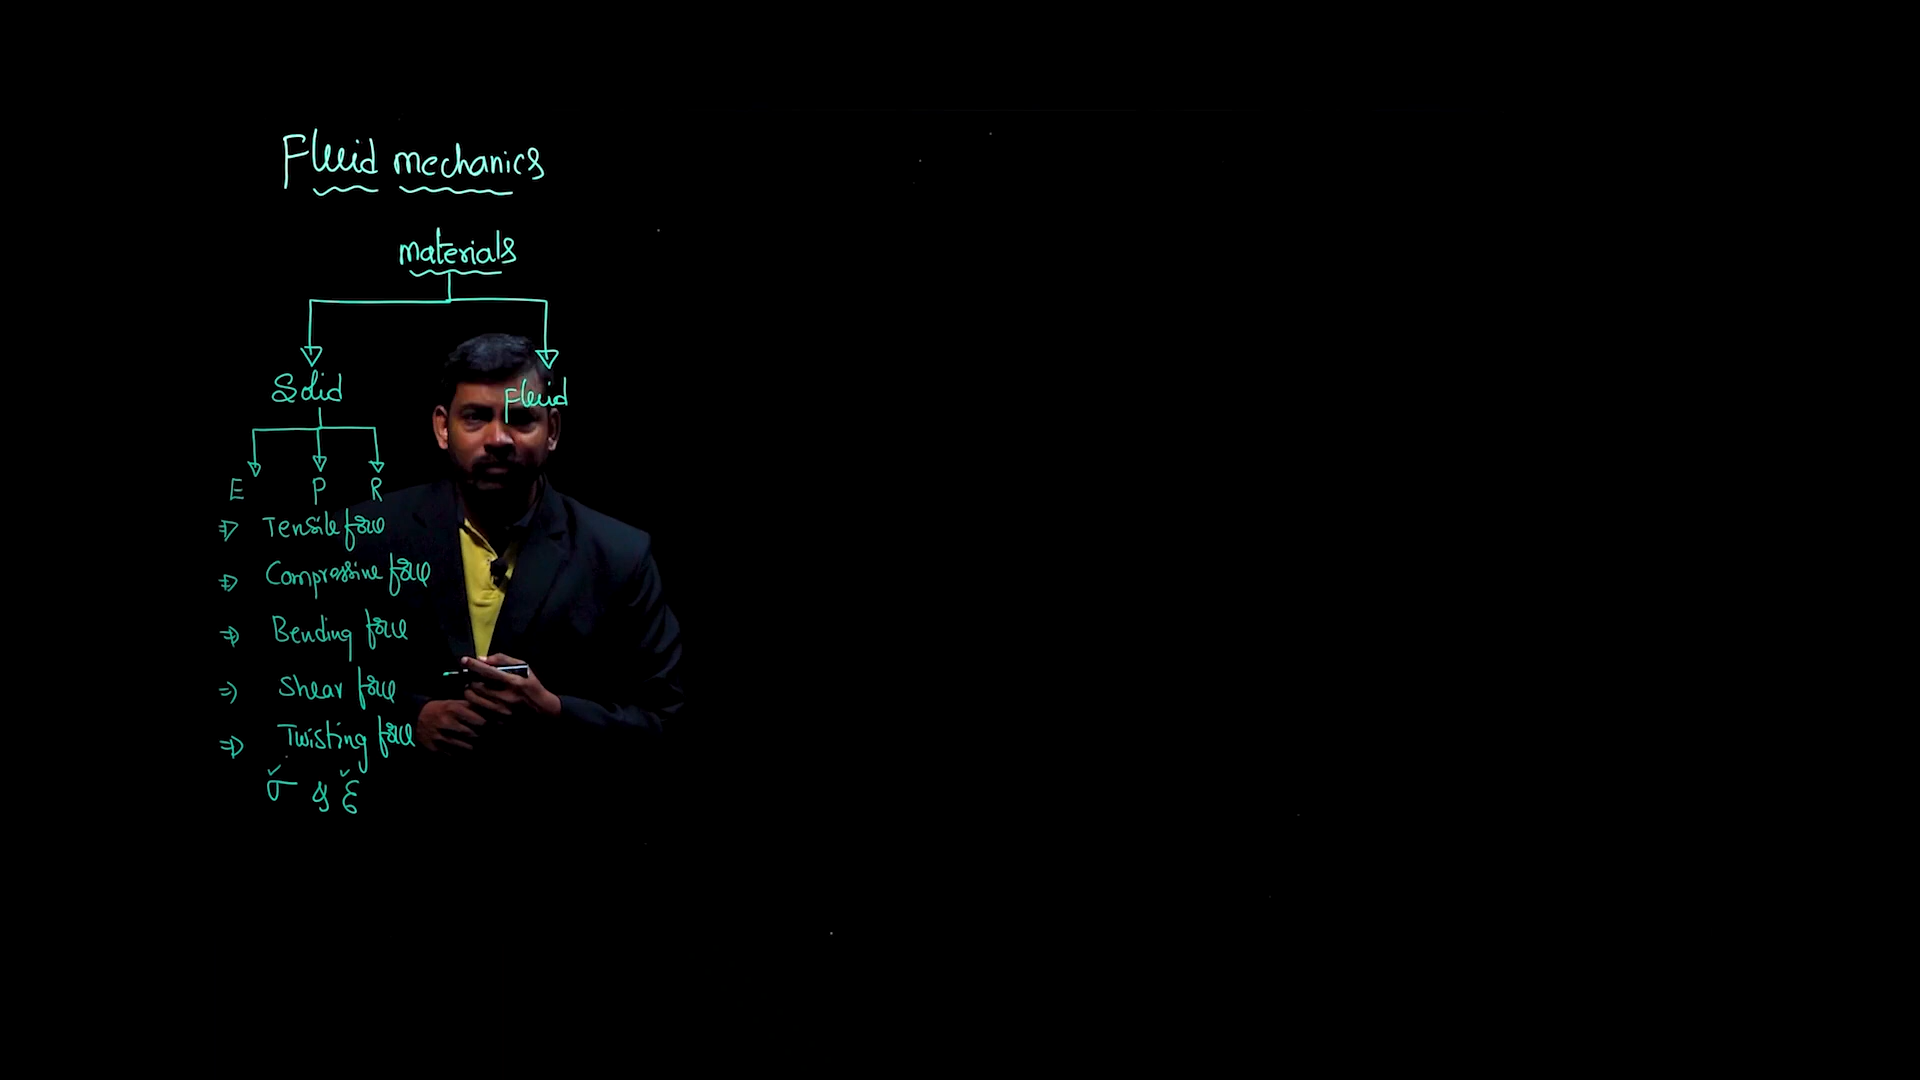 Fluid mechanics
materials
Solid Fluid
E P R
⇒ Tensile force
⇒ Compressive force
⇒ Bending force
⇒ Shear force
⇒ Twisting force
σ & ε